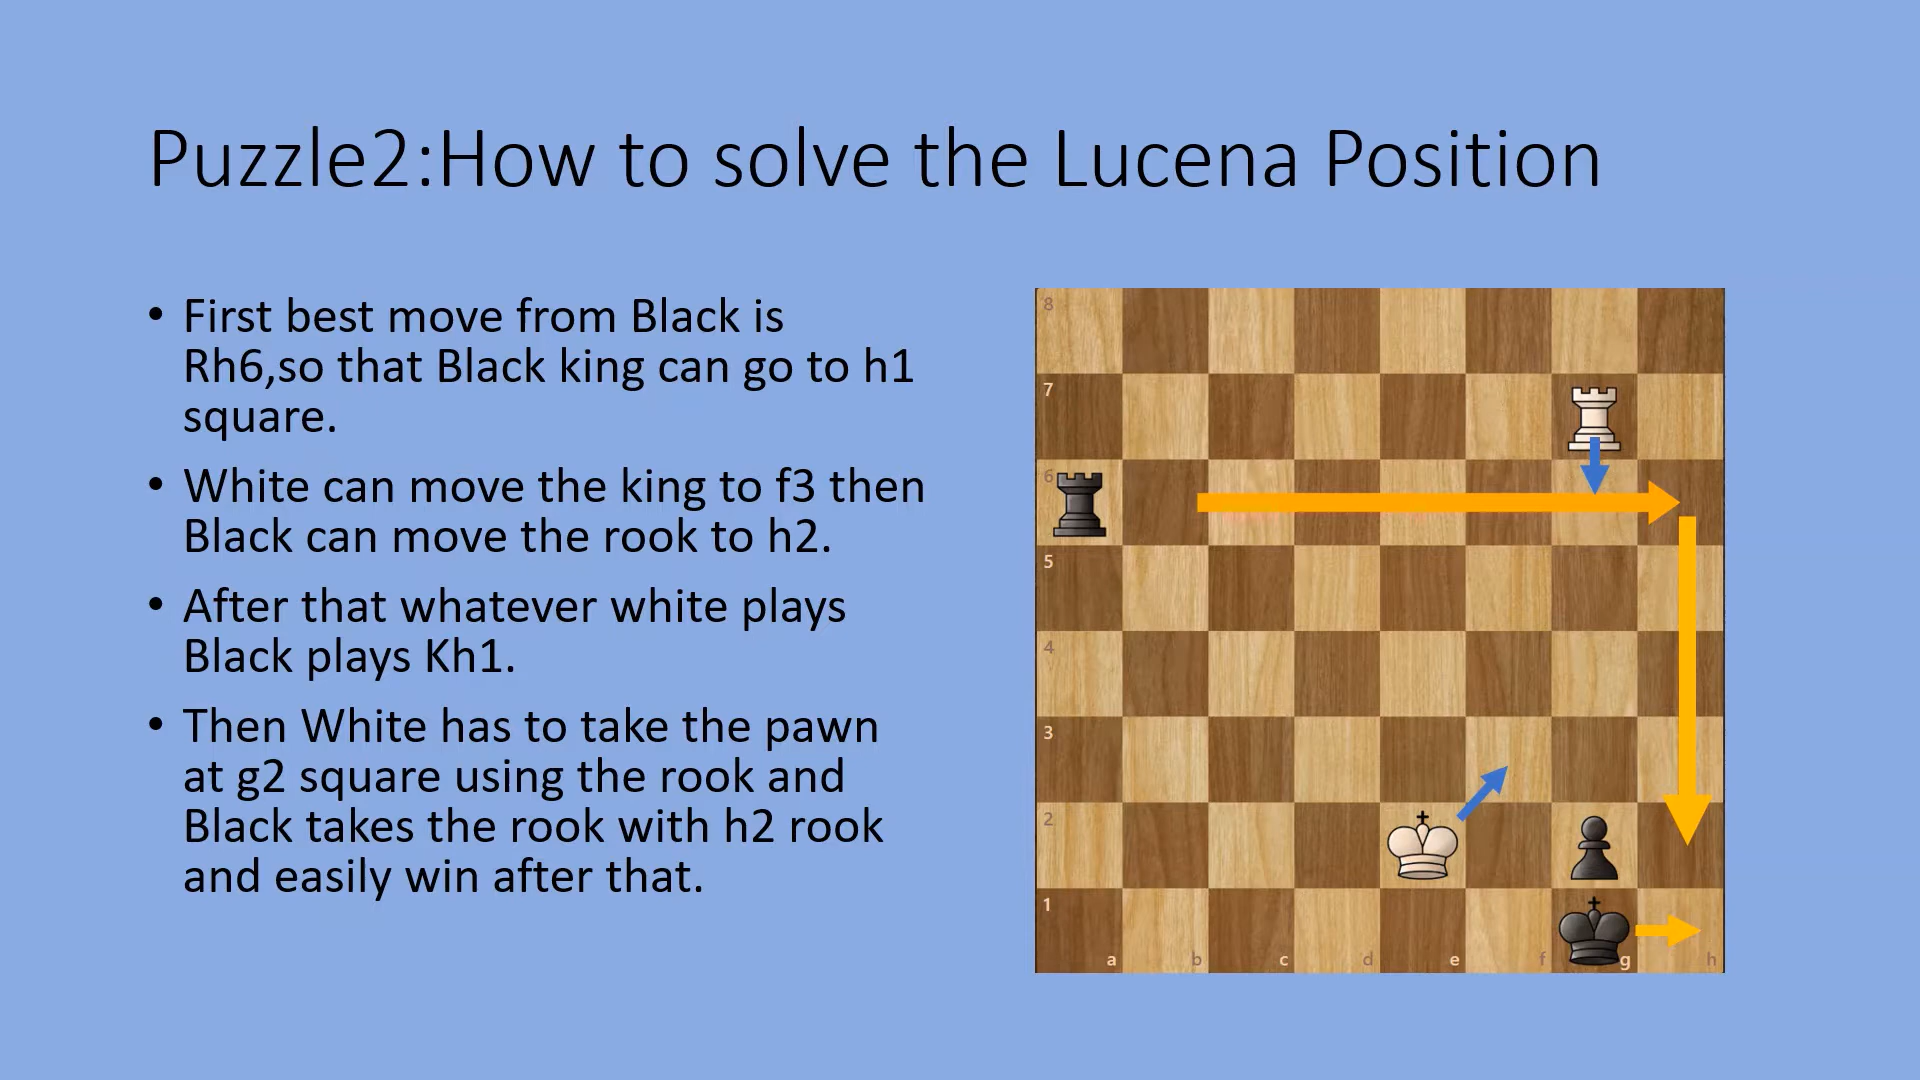 Puzzle2:How to solve the Lucena Position
• First best move from Black is
Rh6,so that Black king can go to h1
square.
• White can move the king to f3 then
Black can move the rook to h2.
• After that whatever white plays
Black plays Kh1.
• Then White has to take the pawn
at g2 square using the rook and
Black takes the rook with h2 rook
and easily win after that.
8
7
6
5
4
3
2
1
a b c d e f g h